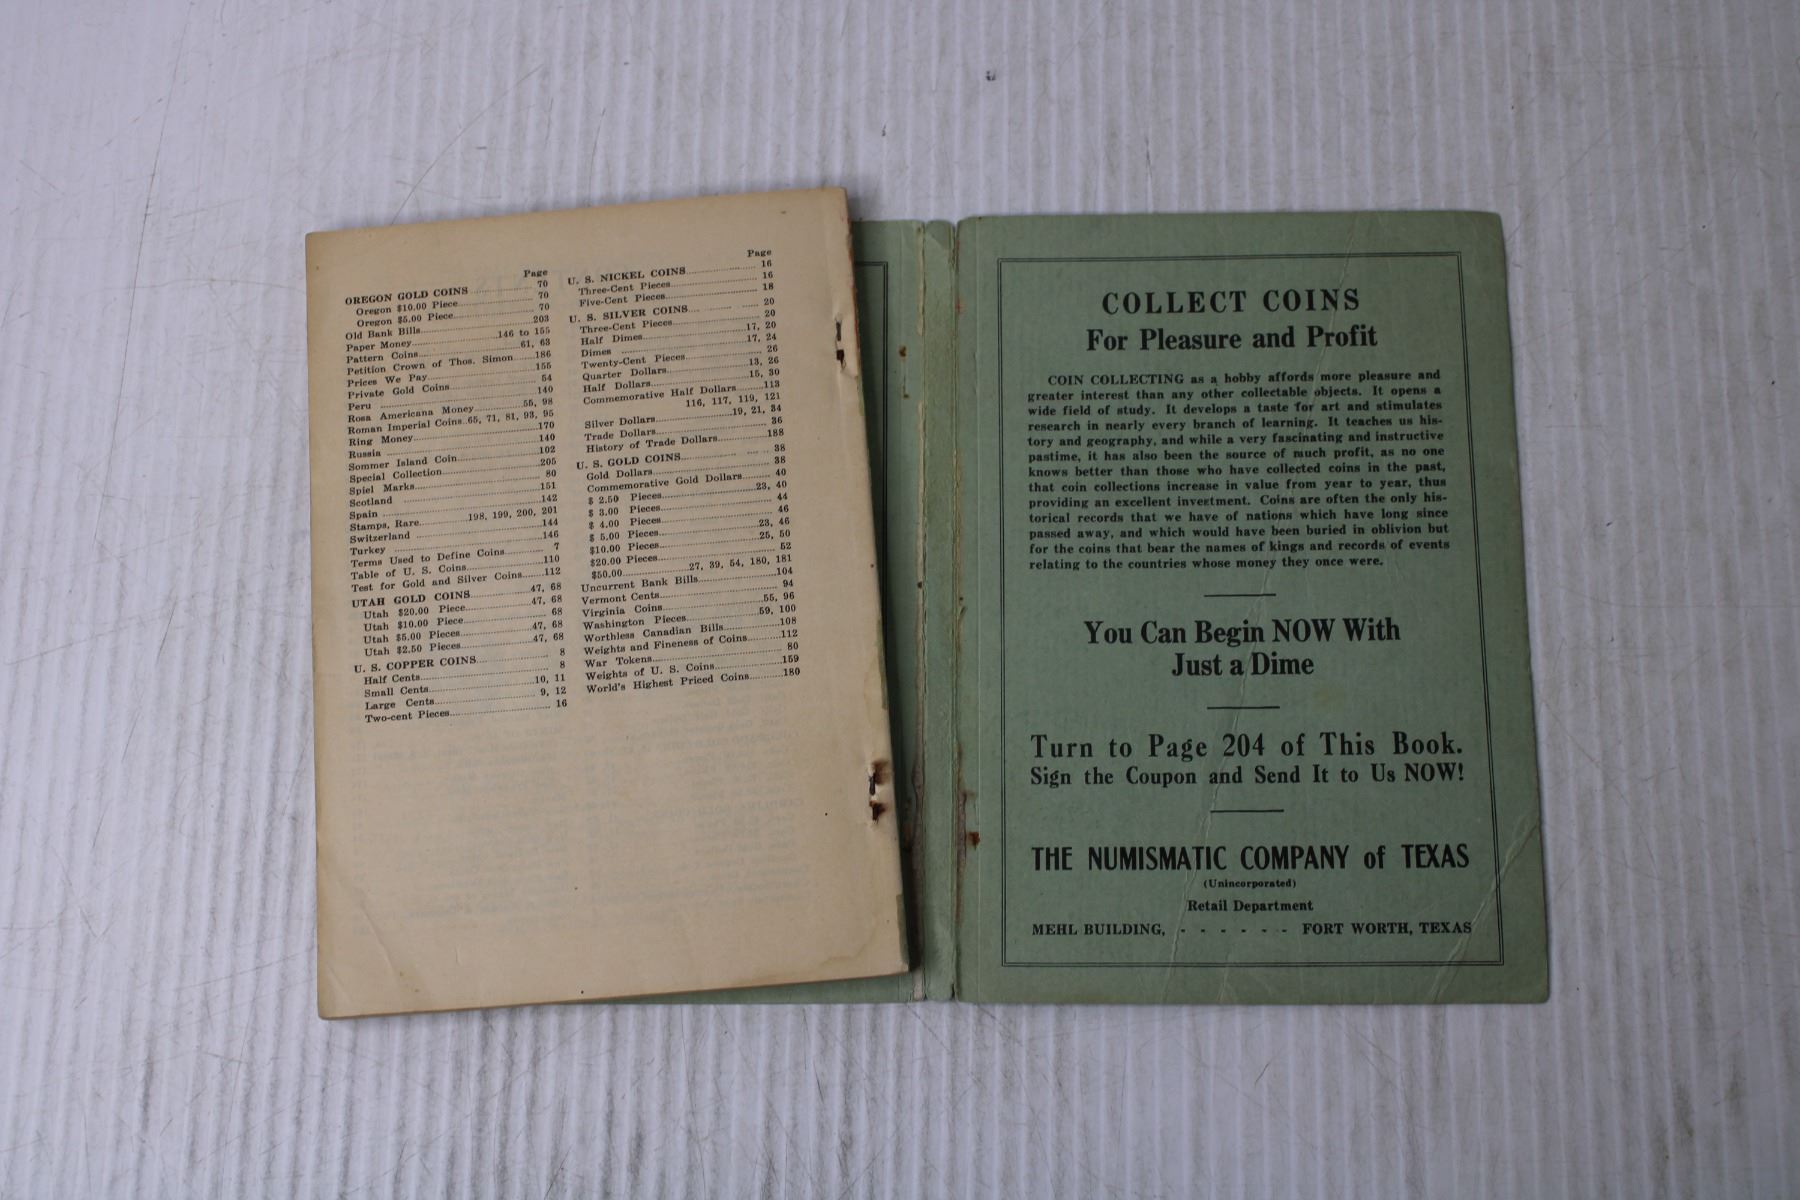 Page
OREGON GOLD COINS 70
Oregon $10.00 Piece 70
Oregon $5.00 Piece 70
Old Bank Bills 203
Paper Money 146 to 155
Pattern Coins 61, 63
Petition Crown of Thos. Simon 186
Prices We Pay 155
Private Gold Coins 54
Peru 140
Rosa Americana Money 55, 98
Roman Imperial Coins 65, 71, 81, 93, 95
Ring Money 170
Russia 140
Sommer Island Coin 102
Special Collection 205
Spiel Marks 80
Scotland 151
Spain 142
Stamps, Rare 198, 199, 200, 201
Switzerland 144
Turkey 146
Terms Used to Define Coins 7
Table of U. S. Coins 110
Test for Gold and Silver Coins 112
UTAH GOLD COINS 47, 68
Utah $20.00 Piece 47, 68
Utah $10.00 Piece 68
Utah $5.00 Pieces 47, 68
Utah $2.50 Pieces 47, 68
U. S. COPPER COINS 8
Half Cents 8
Small Cents 10, 11
Large Cents 9, 12
Two-cent Pieces 16
Page
U. S. NICKEL COINS 16
Three-Cent Pieces 16
Five-Cent Pieces 18
U. S. SILVER COINS 20
Three-Cent Pieces 20
Half Dimes 17, 20
Dimes 17, 24
Twenty-Cent Pieces 26
Quarter Dollars 13, 26
Half Dollars 15, 30
Commemorative Half Dollars 113
116, 117, 119, 121
Silver Dollars 19, 21, 34
Trade Dollars 36
History of Trade Dollars 188
U. S. GOLD COINS 38
Gold Dollars 38
Commemorative Gold Dollars 40
$ 2.50 Pieces 23, 40
$ 3.00 Pieces 44
$ 4.00 Pieces 46
$ 5.00 Pieces 23, 46
$10.00 Pieces 25, 50
$20.00 Pieces 52
$50.00 27, 39, 54, 180, 181
Uncurrent Bank Bills 104
Vermont Cents 94
Virginia Coins 55, 96
Washington Pieces 59, 100
Worthless Canadian Bills 108
Weights and Fineness of Coins 112
War Tokens 80
Weights of U. S. Coins 159
World's Highest Priced Coins 180
COLLECT COINS
For Pleasure and Profit
COIN COLLECTING as a hobby affords more pleasure and
greater interest than any other collectable objects. It opens a
wide field of study. It develops a taste for art and stimulates
research in nearly every branch of learning. It teaches us his-
tory and geography, and while a very fascinating and instructive
pastime, it has also been the source of much profit, as no one
knows better than those who have collected coins in the past,
that coin collections increase in value from year to year, thus
providing an excellent investment. Coins are often the only his-
torical records that we have of nations which have long since
passed away, and which would have been buried in oblivion but
for the coins that bear the names of kings and records of events
relating to the countries whose money they once were.
You Can Begin NOW With
Just a Dime
Turn to Page 204 of This Book.
Sign the Coupon and Send It to Us NOW!
THE NUMISMATIC COMPANY of TEXAS
(Unincorporated)
Retail Department
MEHL BUILDING, - - - - - - FORT WORTH, TEXAS